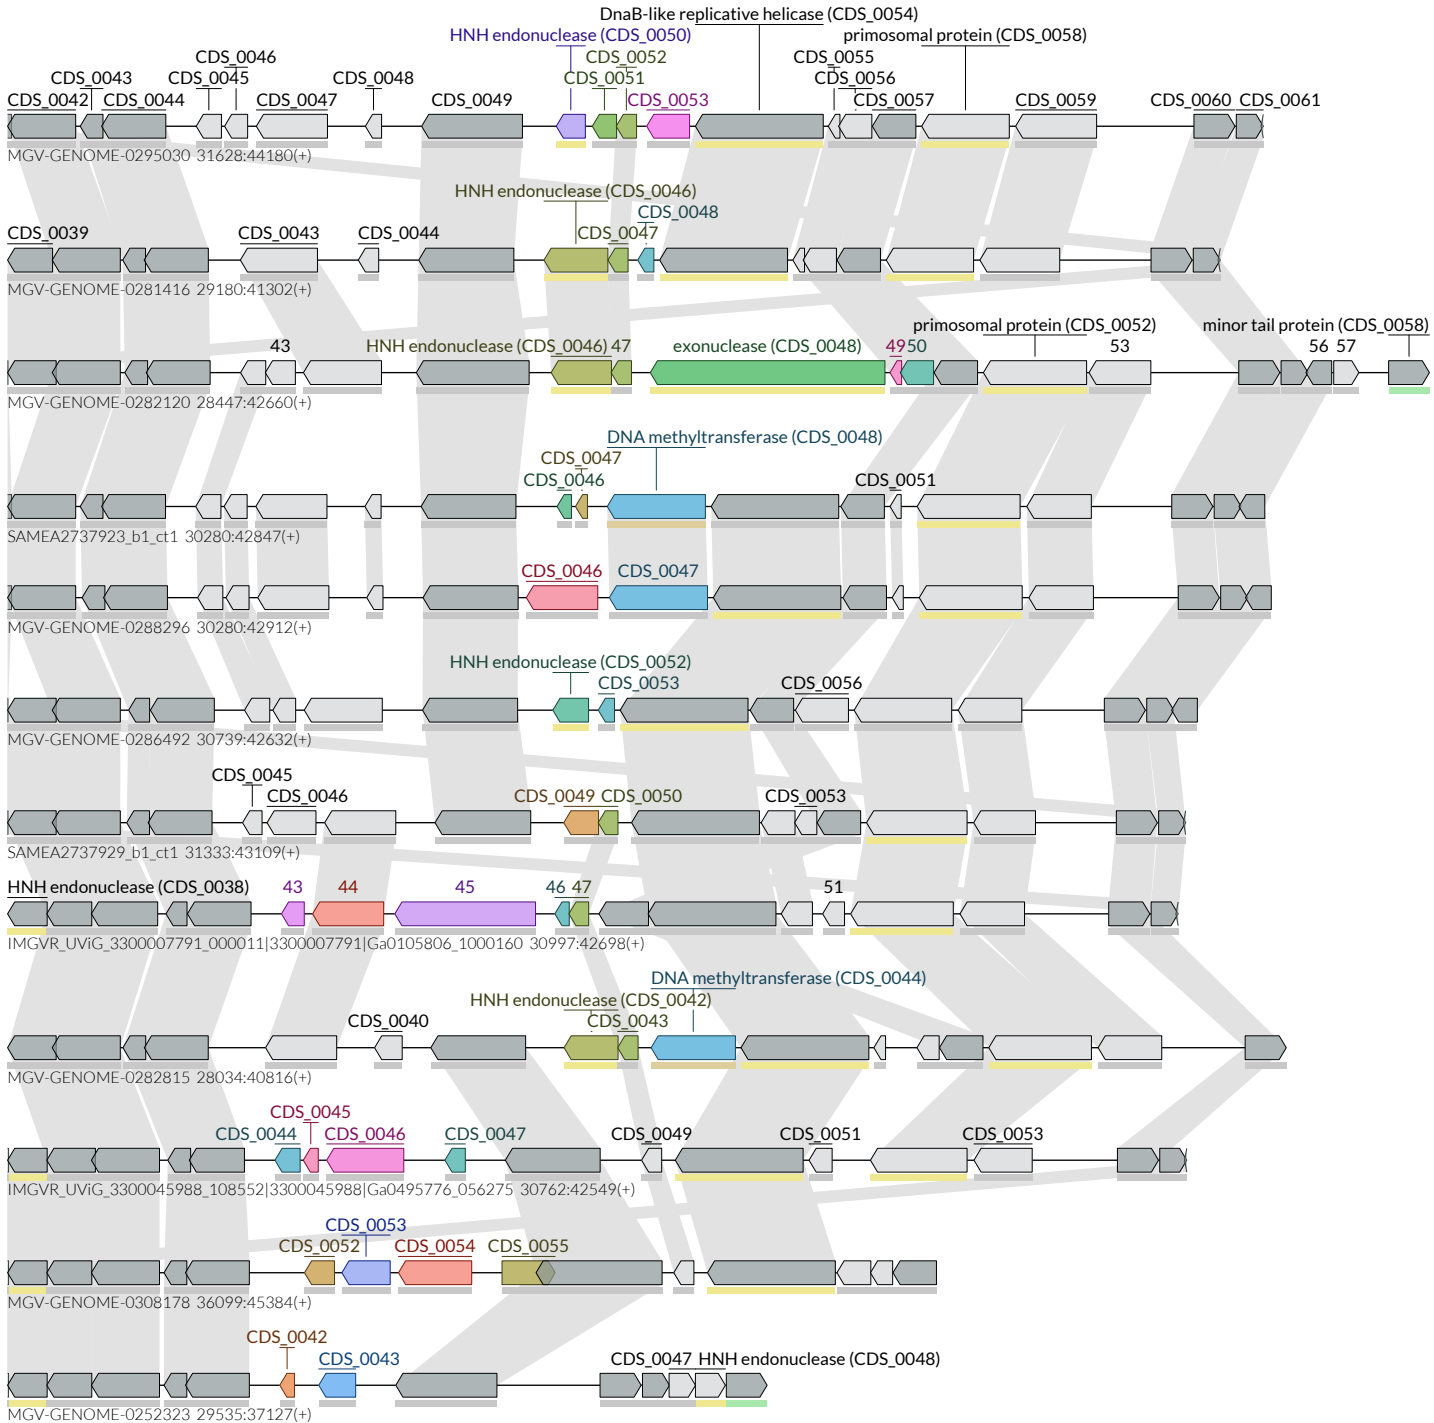 DnaB-like replicative helicase (CDS_0054)
HNH endonuclease (CDS_0050) primosomal protein (CDS_0058)
CDS_0046 CDS_0052 CDS_0055
CDS_0043 CDS_0045 CDS_0048 CDS_0051 CDS_0056
CDS_0042 CDS_0044 CDS_0047 CDS_0049 CDS_0053 CDS_0057 CDS_0059 CDS_0060 CDS_0061
MGV-GENOME-0295030 31628:44180(+)
HNH endonuclease (CDS_0046)
CDS_0048
CDS_0039 CDS_0043 CDS_0044 CDS_0047
MGV-GENOME-0281416 29180:41302(+)
primosomal protein (CDS_0052) minor tail protein (CDS_0058)
43 HNH endonuclease (CDS_0046) 47 exonuclease (CDS_0048) 49 50 53 56 57
MGV-GENOME-0282120 28447:42660(+)
DNA methyltransferase (CDS_0048)
CDS_0047
CDS_0046 CDS_0051
SAMEA2737923_b1_ct1 30280:42847(+)
CDS_0046 CDS_0047
MGV-GENOME-0288296 30280:42912(+)
HNH endonuclease (CDS_0052)
CDS_0053 CDS_0056
MGV-GENOME-0286492 30739:42632(+)
CDS_0045
CDS_0046 CDS_0049 CDS_0050 CDS_0053
SAMEA2737929_b1_ct1 31333:43109(+)
HNH endonuclease (CDS_0038) 43 44 45 46 47 51
IMGVR_UViG_3300007791_000011|3300007791|Ga0105806_1000160 30997:42698(+)
DNA methyltransferase (CDS_0044)
HNH endonuclease (CDS_0042)
CDS_0040 CDS_0043
MGV-GENOME-0282815 28034:40816(+)
CDS_0045
CDS_0044 CDS_0046 CDS_0047 CDS_0049 CDS_0051 CDS_0053
IMGVR_UViG_3300045988_108552|3300045988|Ga0495776_056275 30762:42549(+)
CDS_0053
CDS_0052 CDS_0054 CDS_0055
MGV-GENOME-0308178 36099:45384(+)
CDS_0042
CDS_0043 CDS_0047 HNH endonuclease (CDS_0048)
MGV-GENOME-0252323 29535:37127(+)